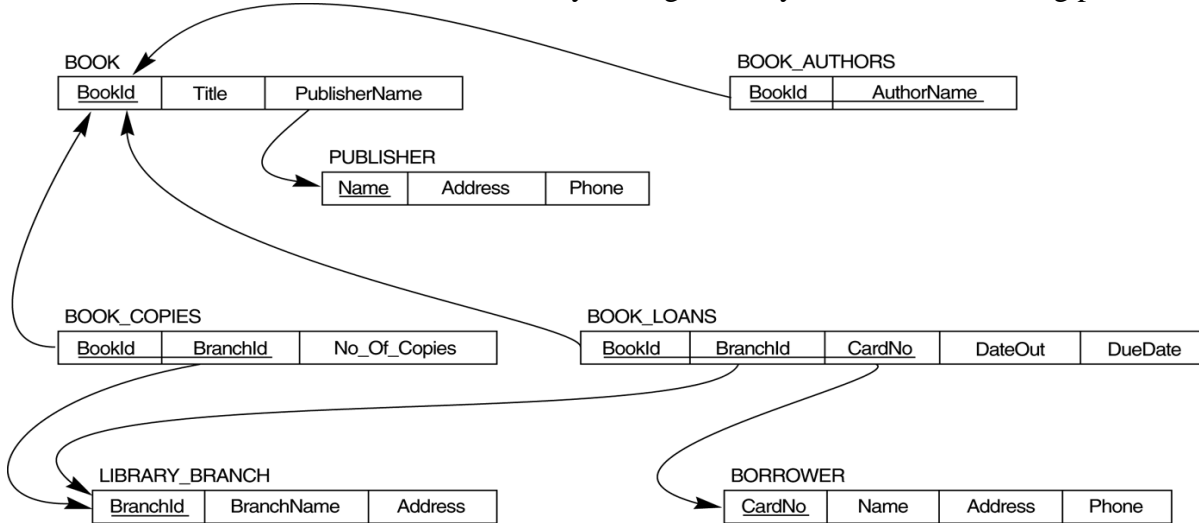 BOOK
BookId Title PublisherName
BOOK_AUTHORS
BookId AuthorName
PUBLISHER
Name Address Phone
BOOK_COPIES
BookId BranchId No_Of_Copies
BOOK_LOANS
BookId BranchId CardNo DateOut DueDate
LIBRARY_BRANCH
BranchId BranchName Address
BORROWER
CardNo Name Address Phone